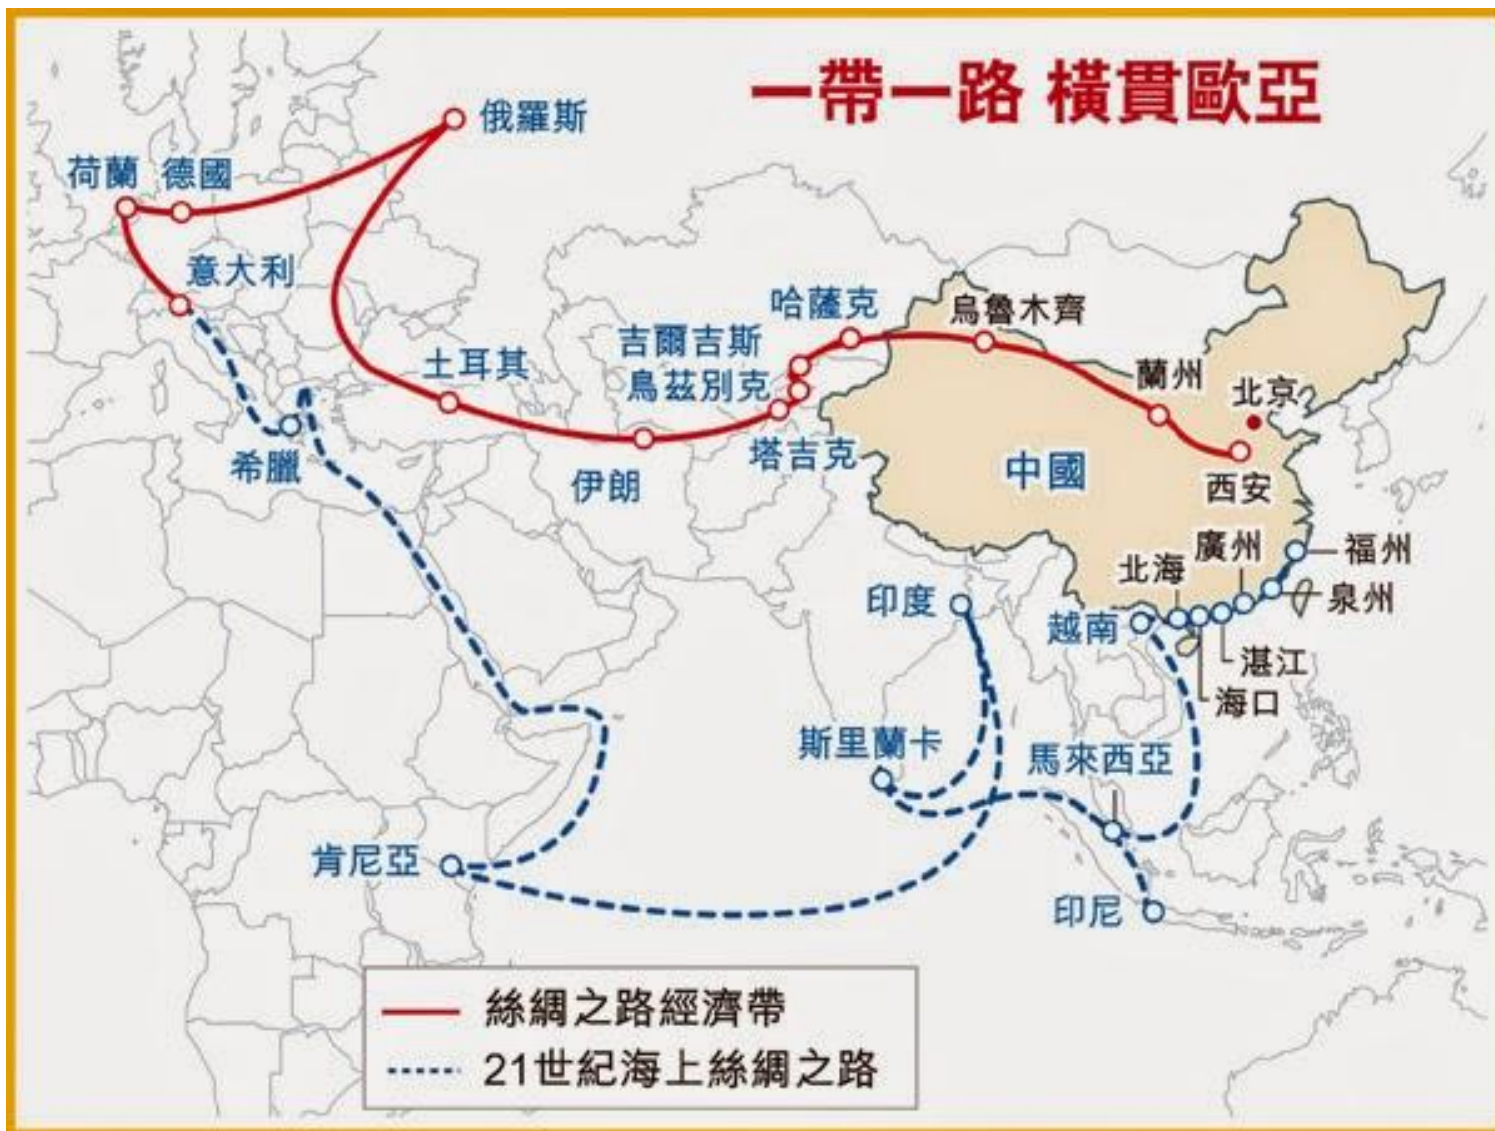 一帶一路 橫貫歐亞
俄羅斯
荷蘭
德國
意大利
哈薩克
烏魯木齊
吉爾吉斯
烏茲別克
土耳其
蘭州
北京
塔吉克
希臘
伊朗
中國
西安
廣州
福州
北海
印度
越南
泉州
湛江
海口
斯里蘭卡
馬來西亞
肯尼亞
印尼
絲綢之路經濟帶
21世紀海上絲綢之路